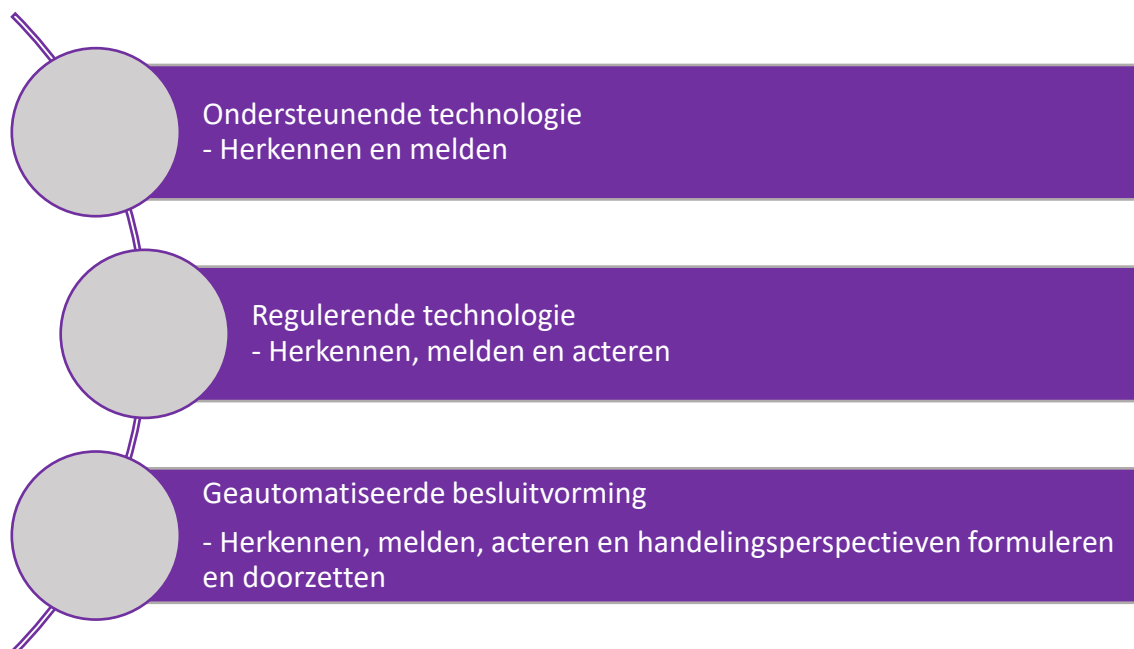 Ondersteunende technologie
- Herkennen en melden
Regulerende technologie
- Herkennen, melden en acteren
Geautomatiseerde besluitvorming
- Herkennen, melden, acteren en handelingsperspectieven formuleren
en doorzetten